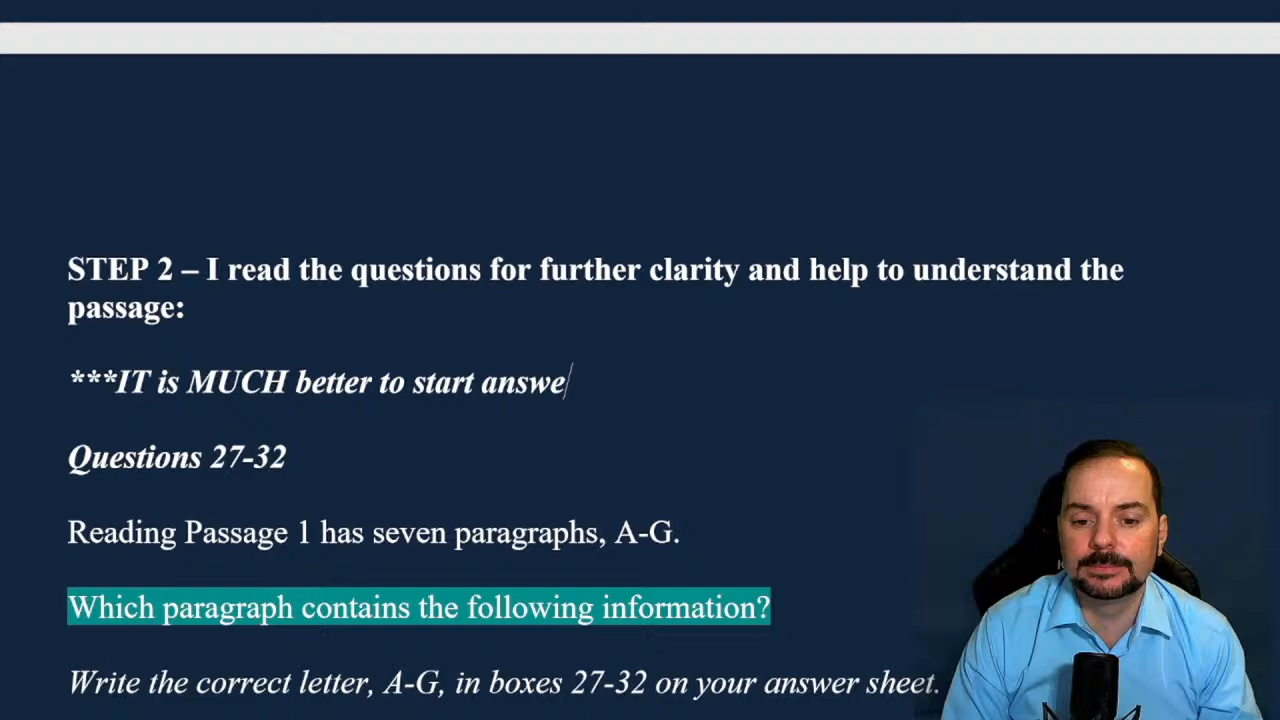 STEP 2 – I read the questions for further clarity and help to understand the
passage:
***IT is MUCH better to start answe
Questions 27-32
Reading Passage 1 has seven paragraphs, A-G.
Which paragraph contains the following information?
Write the correct letter, A-G, in boxes 27-32 on your answer sheet.